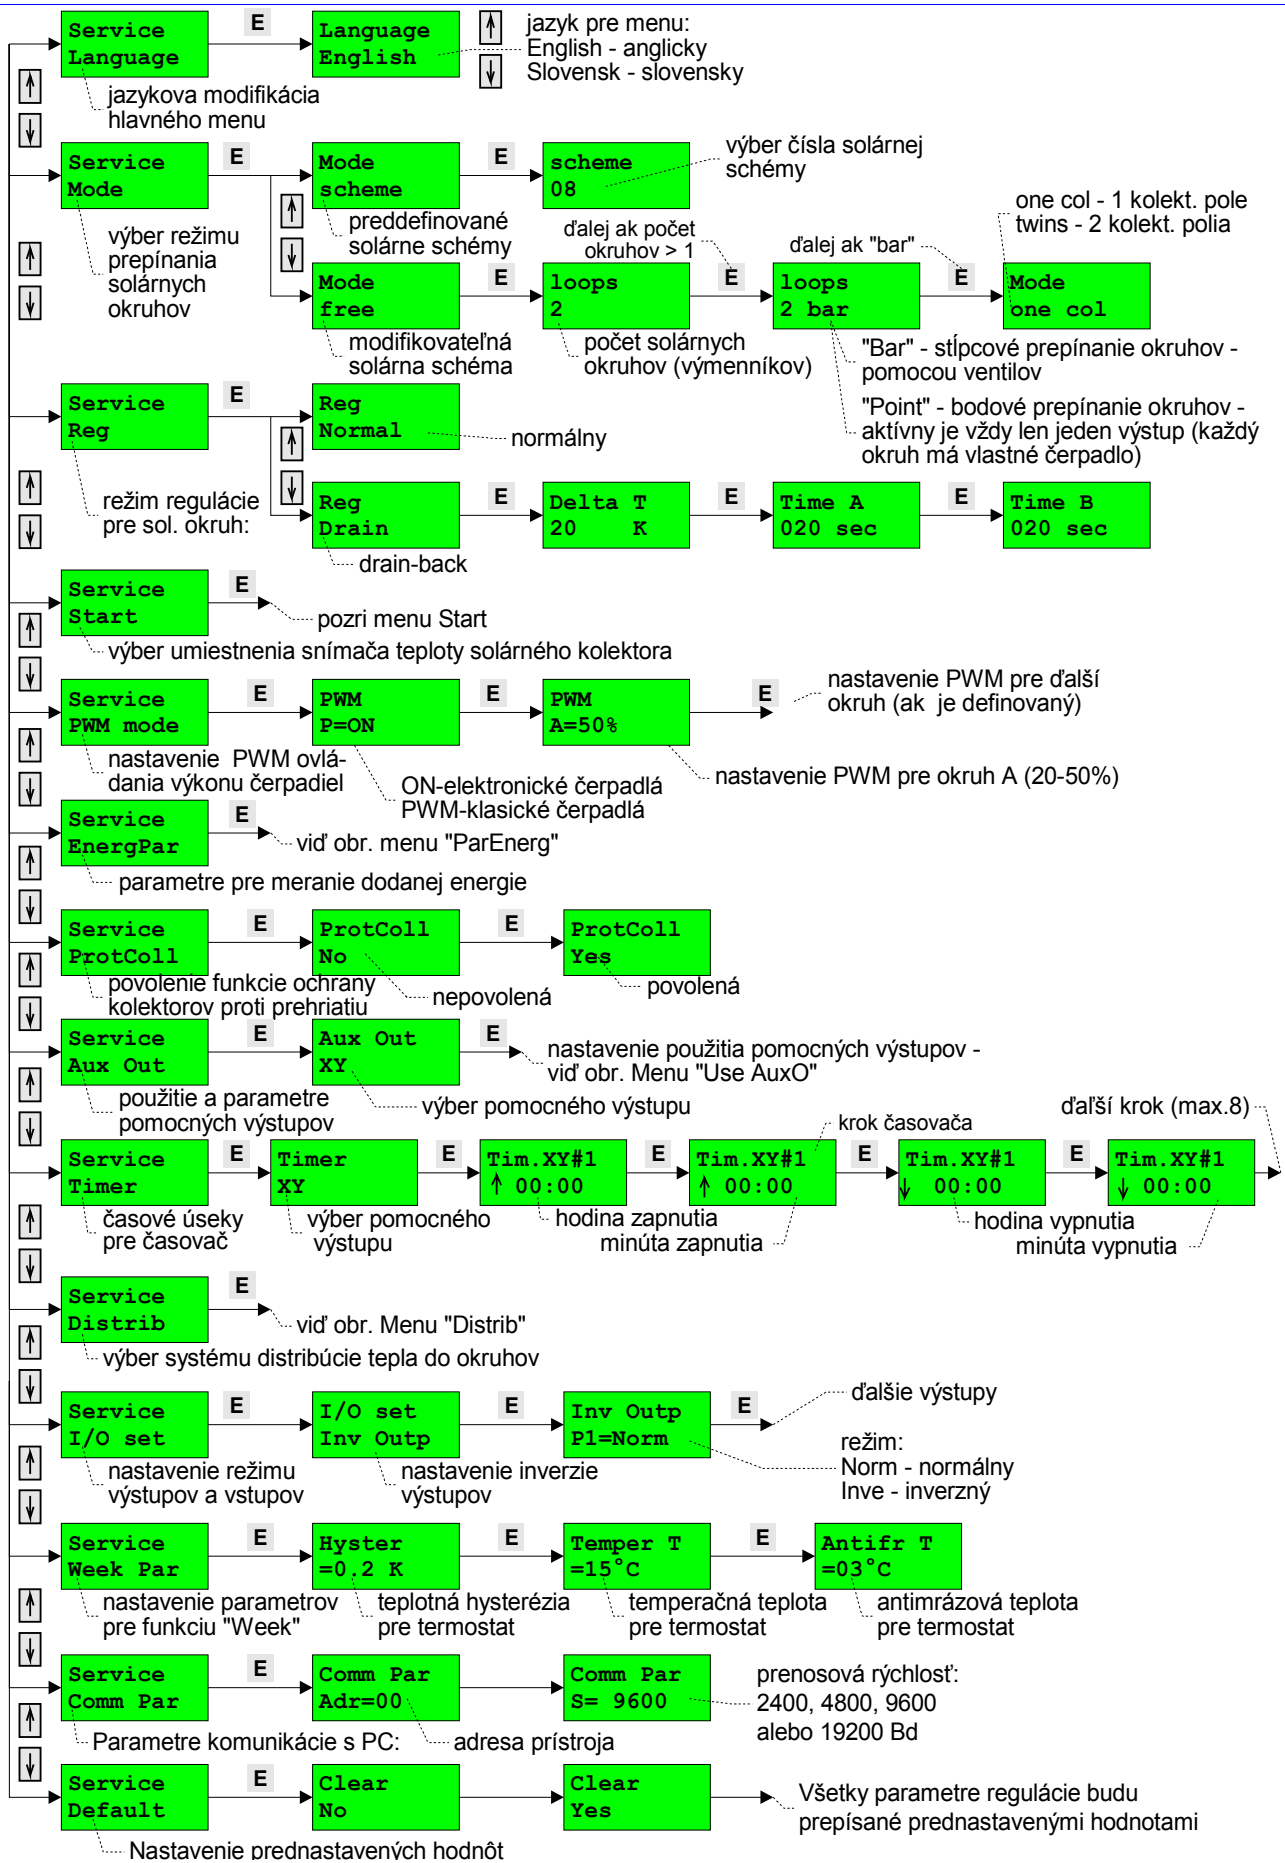 Service
Language
E
Language
English
jazyk pre menu:
English - anglicky
Slovensk - slovensky
jazykova modifikácia
hlavného menu
Service
Mode
E
Mode
scheme
E
scheme
08
výber čísla solárnej
schémy
preddefinované
solárne schémy
výber režimu
prepínania
solárnych
okruhov
ďalej ak počet
okruhov > 1
ďalej ak "bar"
one col - 1 kolekt. pole
twins - 2 kolekt. polia
Mode
free
E
loops
2
E
loops
2 bar
E
Mode
one col
modifikovateľná
solárna schéma
počet solárnych
okruhov (výmenníkov)
"Bar" - stĺpcové prepínanie okruhov -
pomocou ventilov
"Point" - bodové prepínanie okruhov -
aktívny je vždy len jeden výstup (každý
okruh má vlastné čerpadlo)
Service
Reg
E
Reg
Normal
normálny
režim regulácie
pre sol. okruh:
Reg
Drain
E
Delta T
20 K
E
Time A
020 sec
E
Time B
020 sec
drain-back
Service
Start
E
pozri menu Start
výber umiestnenia snímača teploty solárného kolektora
Service
PWM mode
E
PWM
P=ON
E
PWM
A=50%
E
nastavenie PWM pre ďalší
okruh (ak je definovaný)
nastavenie PWM ovlá-
dania výkonu čerpadiel
ON-elektronické čerpadlá
PWM-klasické čerpadlá
nastavenie PWM pre okruh A (20-50%)
Service
EnergPar
E
viď obr. menu "ParEnerg"
parametre pre meranie dodanej energie
Service
ProtColl
E
ProtColl
No
E
ProtColl
Yes
povolenie funkcie ochrany
kolektorov proti prehriatiu
nepovolená
povolená
Service
Aux Out
E
Aux Out
XY
E
nastavenie použitia pomocných výstupov -
viď obr. Menu "Use AuxO"
použitie a parametre
pomocných výstupov
výber pomocného výstupu
krok časovača
ďaľší krok (max.8)
Service
Timer
E
Timer
XY
E
Tim.XY#1
↑ 00:00
E
Tim.XY#1
↑ 00:00
E
Tim.XY#1
↓ 00:00
E
Tim.XY#1
↓ 00:00
časové úseky
pre časovač
výber pomocného
výstupu
hodina zapnutia
minúta zapnutia
hodina vypnutia
minúta vypnutia
Service
Distrib
E
viď obr. Menu "Distrib"
výber systému distribúcie tepla do okruhov
Service
I/O set
E
I/O set
Inv Outp
E
Inv Outp
P1=Norm
E
ďalšie výstupy
nastavenie režimu
výstupov a vstupov
nastavenie inverzie
výstupov
režim:
Norm - normálny
Inve - inverzný
Service
Week Par
E
Hyster
=0.2 K
E
Temper T
=15°C
E
Antifr T
=03°C
nastavenie parametrov
pre funkciu "Week"
teplotná hysterézia
pre termostat
temperačná teplota
pre termostat
antimrázová teplota
pre termostat
Service
Comm Par
E
Comm Par
Adr=00
Comm Par
S= 9600
prenosová rýchlosť:
2400, 4800, 9600
alebo 19200 Bd
Parametre komunikácie s PC:
adresa prístroja
Service
Default
E
Clear
No
Clear
Yes
Všetky parametre regulácie budu
prepísané prednastavenými hodnotami
Nastavenie prednastavených hodnôt